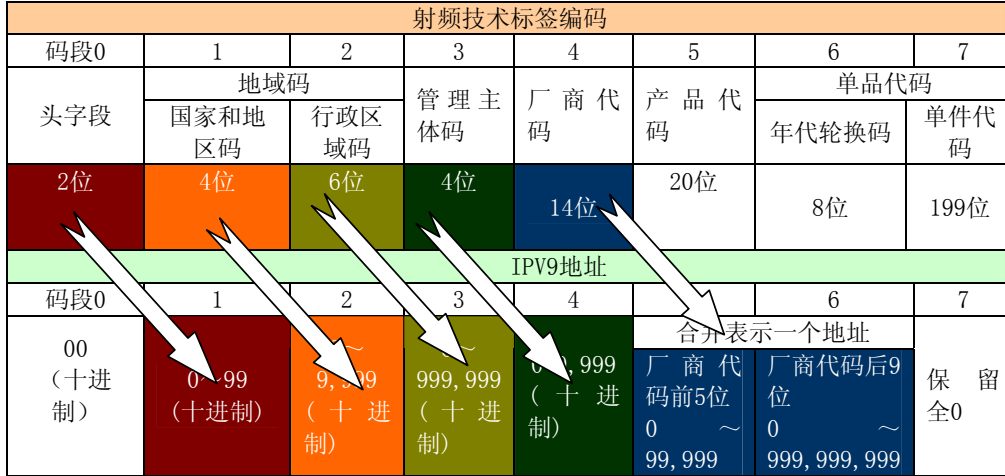 射频技术标签编码
码段0 1 2 3 4 5 6 7
头字段
地域码
国家和地
区码
行政区
域码
管理主
体码
厂商代
码
产品代
码
单品代码
年代轮换码
单件代
码
2位 4位 6位 4位 14位 20位 8位 199位
IPV9地址
码段0 1 2 3 4 6 7
00
(十进
制)
0~99
(十进制)
9,999
(十进
制)
999,999
(十进
制)
(十进
制)
合并表示一个地址
厂商代
码前5位
0 ~
99,999
厂商代码后9
位
0 ~
999,999,999
保留
全0